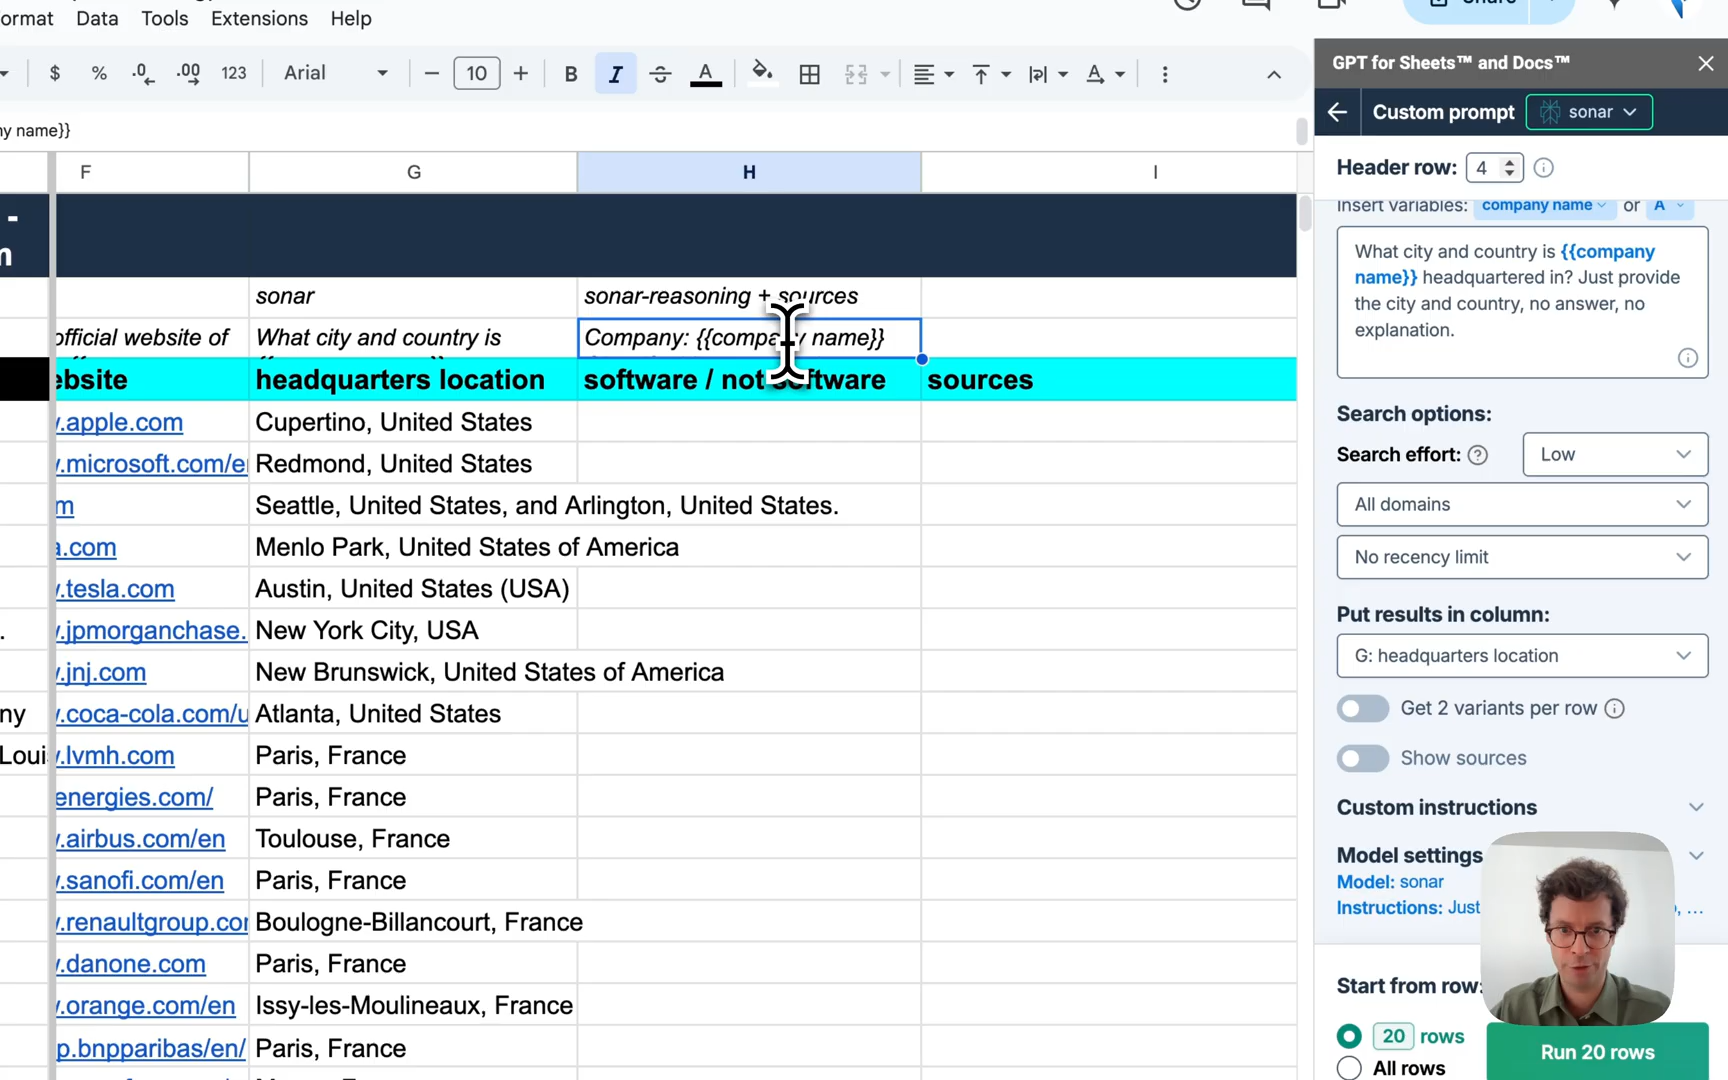 ormat Data Tools Extensions Help
$ % .0 .00 123 Arial 10 B I A
GPT for Sheets™ and Docs™
Custom prompt sonar
ny name}}
Header row: 4
F G H I
Insert variables: company name or A
What city and country is {{company
name}} headquartered in? Just provide
the city and country, no answer, no
explanation.
-
sonar sonar-reasoning + sources
official website of What city and country is Company: {{company name}}
ebsite headquarters location software / not software sources
.apple.com Cupertino, United States
.microsoft.com/e Redmond, United States
m Seattle, United States, and Arlington, United States.
a.com Menlo Park, United States of America
.tesla.com Austin, United States (USA)
. .jpmorganchase. New York City, USA
.jnj.com New Brunswick, United States of America
ny .coca-cola.com/u Atlanta, United States
Loui .lvmh.com Paris, France
energies.com/ Paris, France
.airbus.com/en Toulouse, France
.sanofi.com/en Paris, France
.renaultgroup.co Boulogne-Billancourt, France
.danone.com Paris, France
.orange.com/en Issy-les-Moulineaux, France
p.bnpparibas/en/ Paris, France
Search options:
Search effort: Low
All domains
No recency limit
Put results in column:
G: headquarters location
Get 2 variants per row
Show sources
Custom instructions
Model settings
Model: sonar
Instructions: Just ...
Start from row:
20 rows
All rows
Run 20 rows